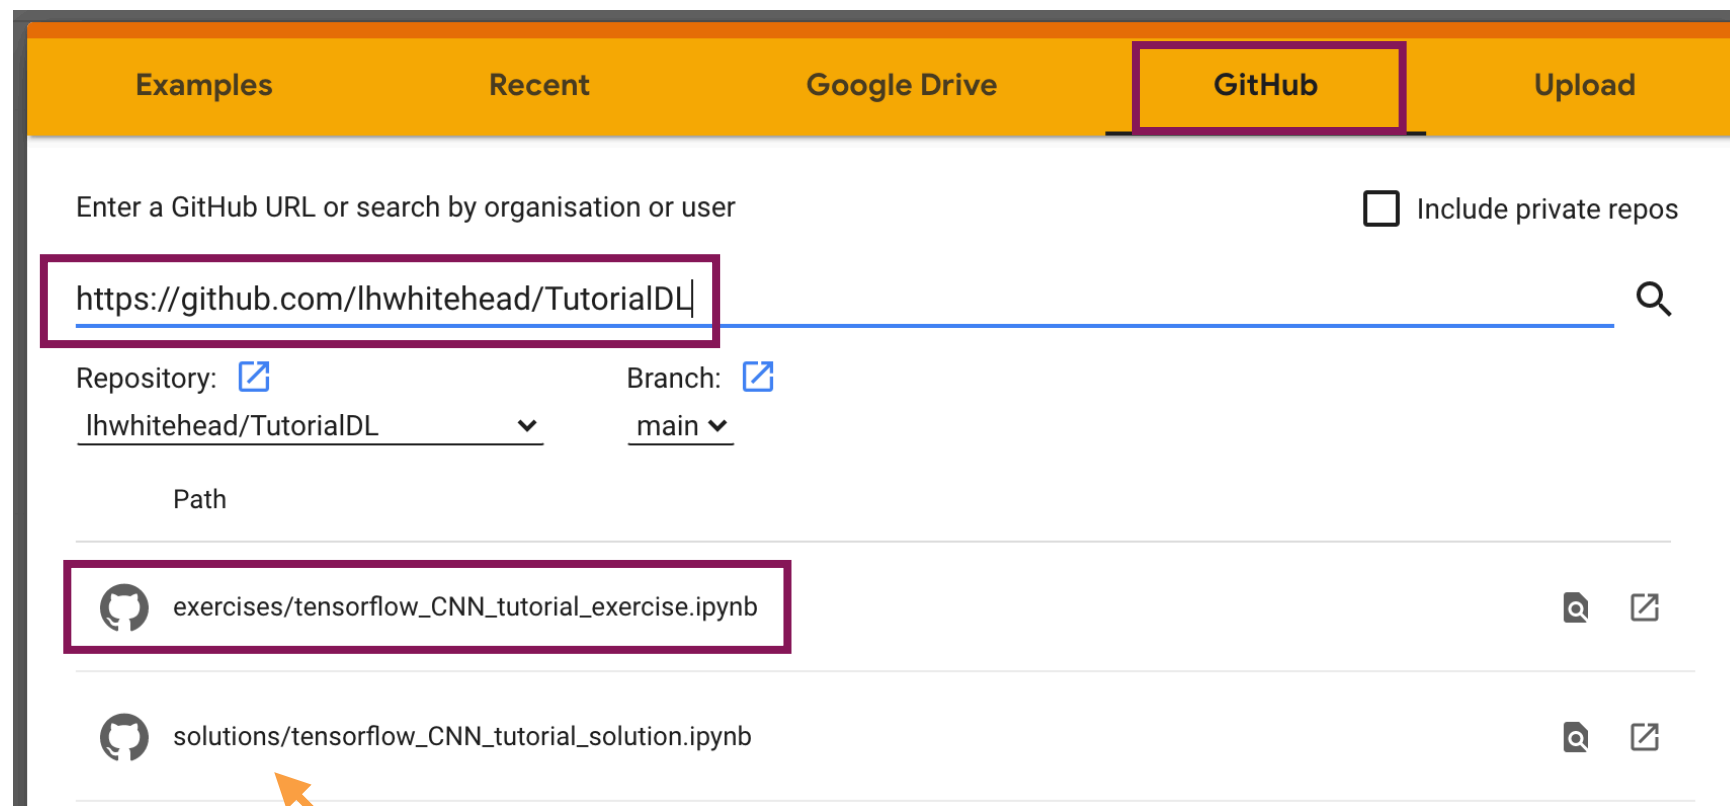 Examples Recent Google Drive GitHub Upload
Enter a GitHub URL or search by organisation or user Include private repos
https://github.com/lhwhitehead/TutorialDL
Repository: Branch:
lhwhitehead/TutorialDL main
Path
exercises/tensorflow_CNN_tutorial_exercise.ipynb
solutions/tensorflow_CNN_tutorial_solution.ipynb